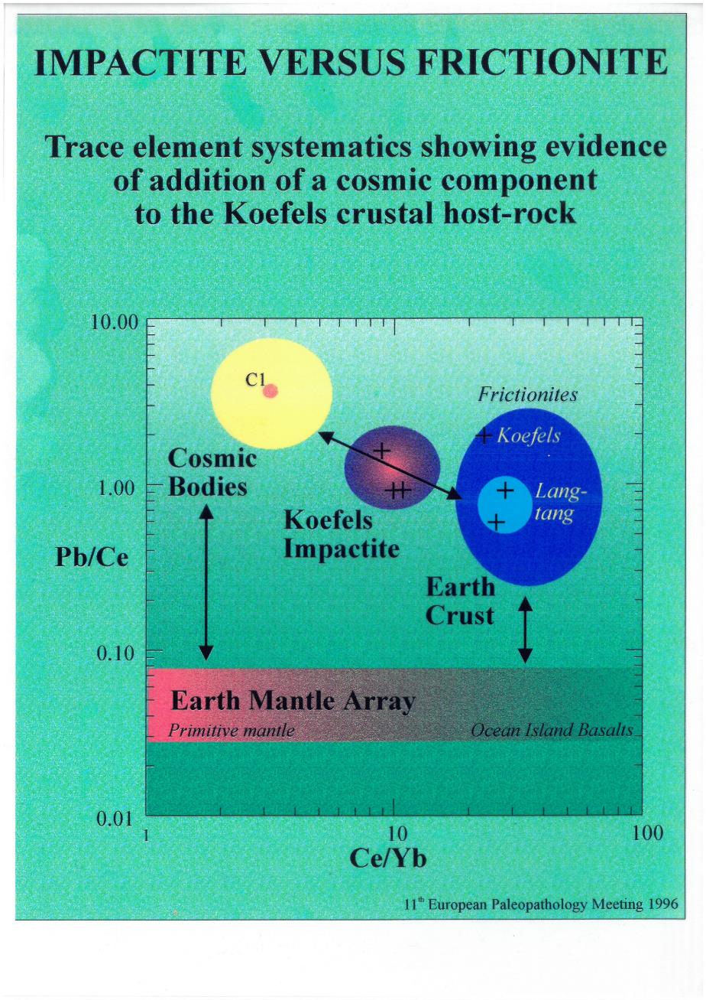 IMPACTITE VERSUS FRICTIONITE
Trace element systematics showing evidence
of addition of a cosmic component
to the Koefels crustal host-rock
10.00
C1
Frictionites
Koefels
Cosmic
Bodies
1.00
Lang-
tang
Koefels
Impactite
Pb/Ce
Earth
Crust
0.10
Earth Mantle Array
Primitive mantle
Ocean Island Basalts
0.01
1
10
100
Ce/Yb
11th European Paleopathology Meeting 1996